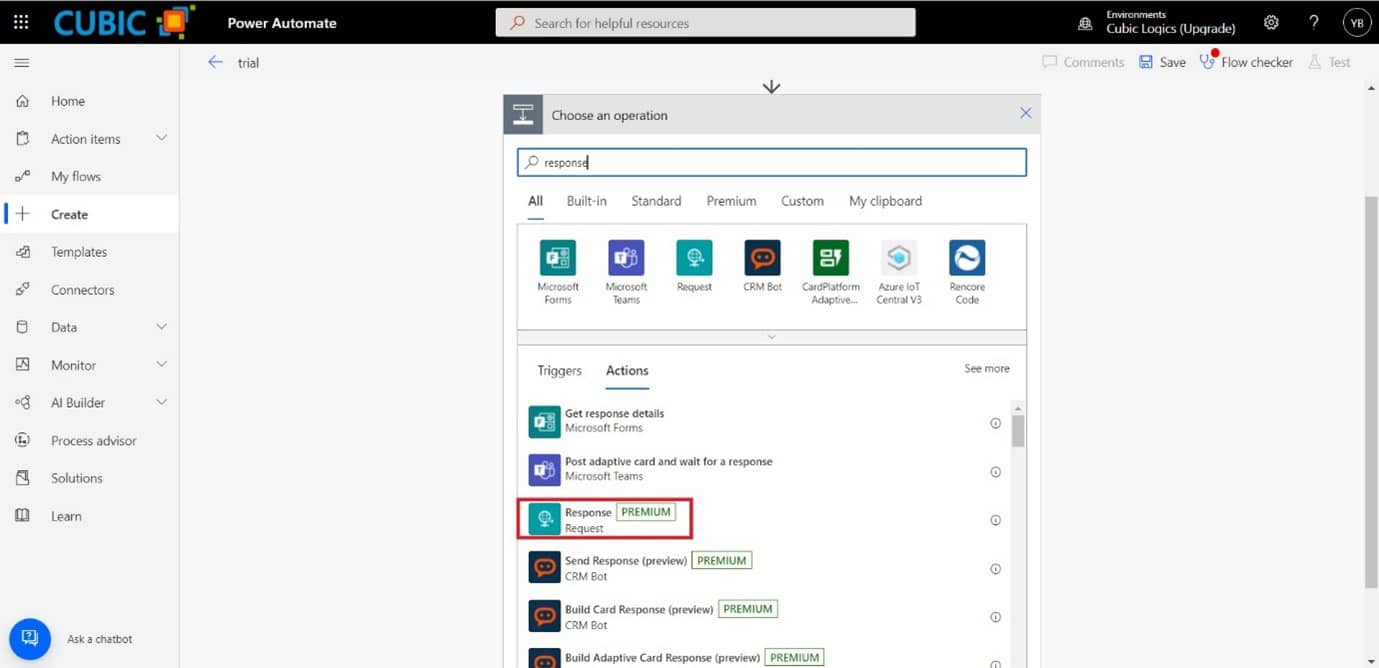 CUBIC
Power Automate
Search for helpful resources
Environments
Cubic Logics (Upgrade)
?
YB
trial
Comments
Save
Flow checker
Test
Home
Action items
My flows
Create
Templates
Connectors
Data
Monitor
AI Builder
Process advisor
Solutions
Learn
Ask a chatbot
Choose an operation
response
All
Built-in
Standard
Premium
Custom
My clipboard
Microsoft
Forms
Microsoft
Teams
Request
CRM Bot
CardPlatform
Adaptive...
Azure IoT
Central V3
Rencore
Code
Triggers
Actions
See more
Get response details
Microsoft Forms
Post adaptive card and wait for a response
Microsoft Teams
Response PREMIUM
Request
Send Response (preview) PREMIUM
CRM Bot
Build Card Response (preview) PREMIUM
CRM Bot
Build Adaptive Card Response (preview) PREMIUM